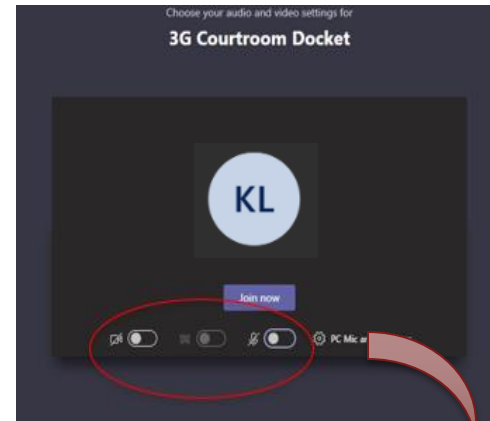 Choose your audio and video settings for
3G Courtroom Docket
KL
Join now
PC Mic